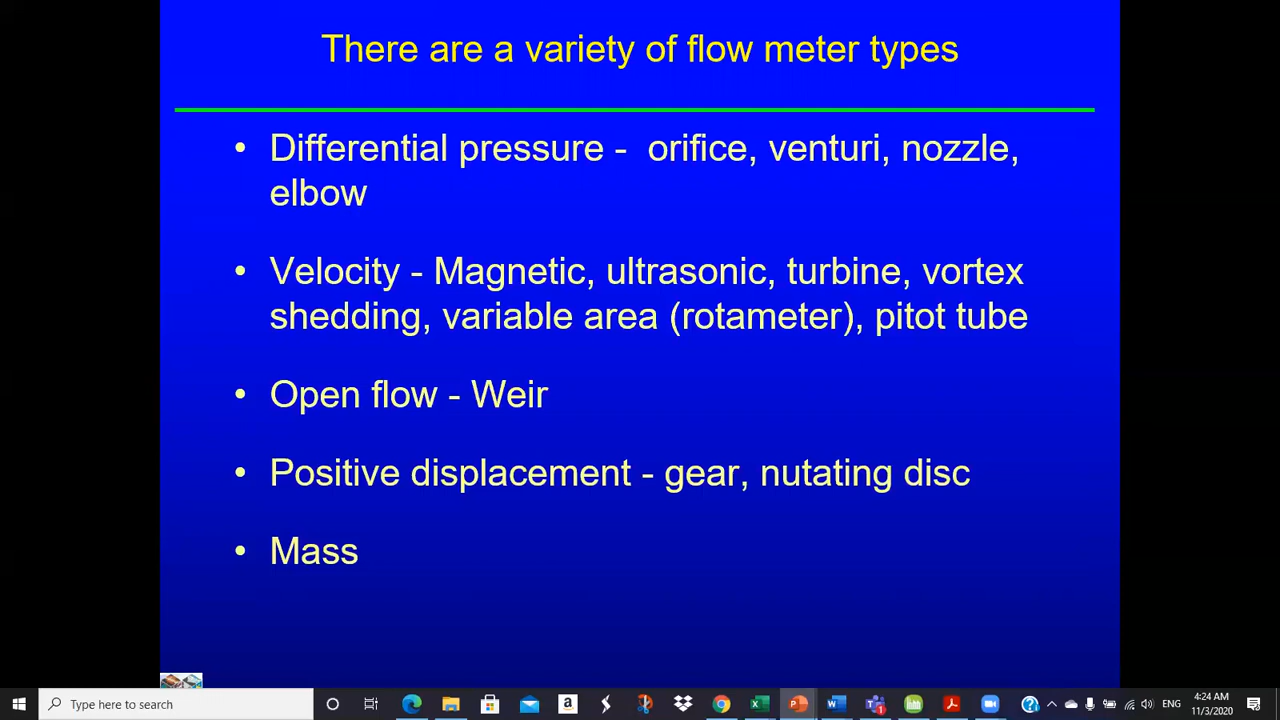 There are a variety of flow meter types
• Differential pressure -  orifice, venturi, nozzle,
elbow
• Velocity - Magnetic, ultrasonic, turbine, vortex
shedding, variable area (rotameter), pitot tube
• Open flow - Weir
• Positive displacement - gear, nutating disc
• Mass
Type here to search
ENG
4:24 AM
11/3/2020